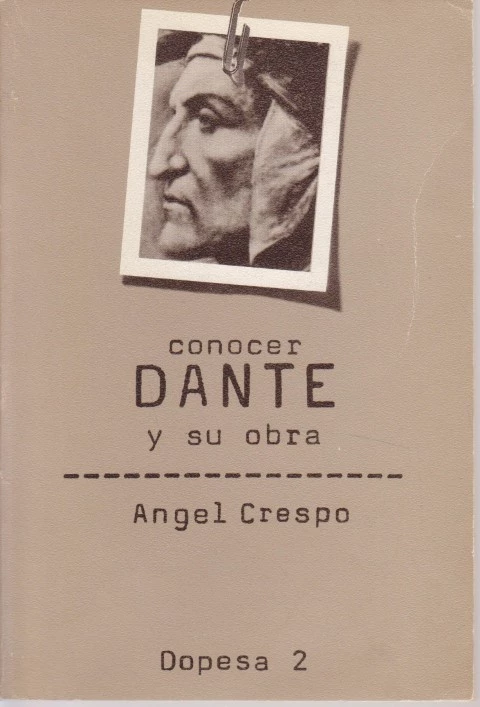 conocer
DANTE
y su obra
Angel Crespo
Dopesa 2